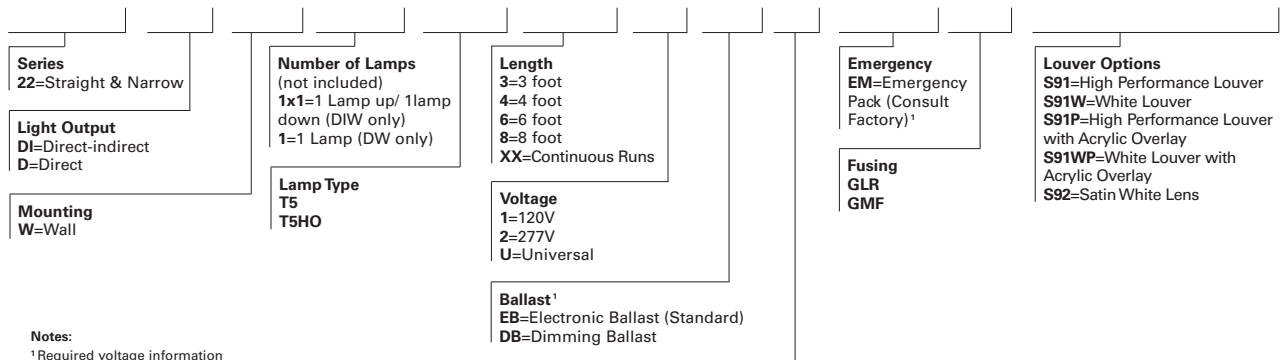 Series
22=Straight & Narrow
Light Output
DI=Direct-indirect
D=Direct
Mounting
W=Wall
Number of Lamps
(not included)
1x1=1 Lamp up/ 1lamp
down (DIW only)
1=1 Lamp (DW only)
Lamp Type
T5
T5HO
Length
3=3 foot
4=4 foot
6=6 foot
8=8 foot
XX=Continuous Runs
Voltage
1=120V
2=277V
U=Universal
Ballast¹
EB=Electronic Ballast (Standard)
DB=Dimming Ballast
Emergency
EM=Emergency
Pack (Consult
Factory)¹
Fusing
GLR
GMF
Louver Options
S91=High Performance Louver
S91W=White Louver
S91P=High Performance Louver
with Acrylic Overlay
S91WP=White Louver with
Acrylic Overlay
S92=Satin White Lens
Notes:
¹Required voltage information